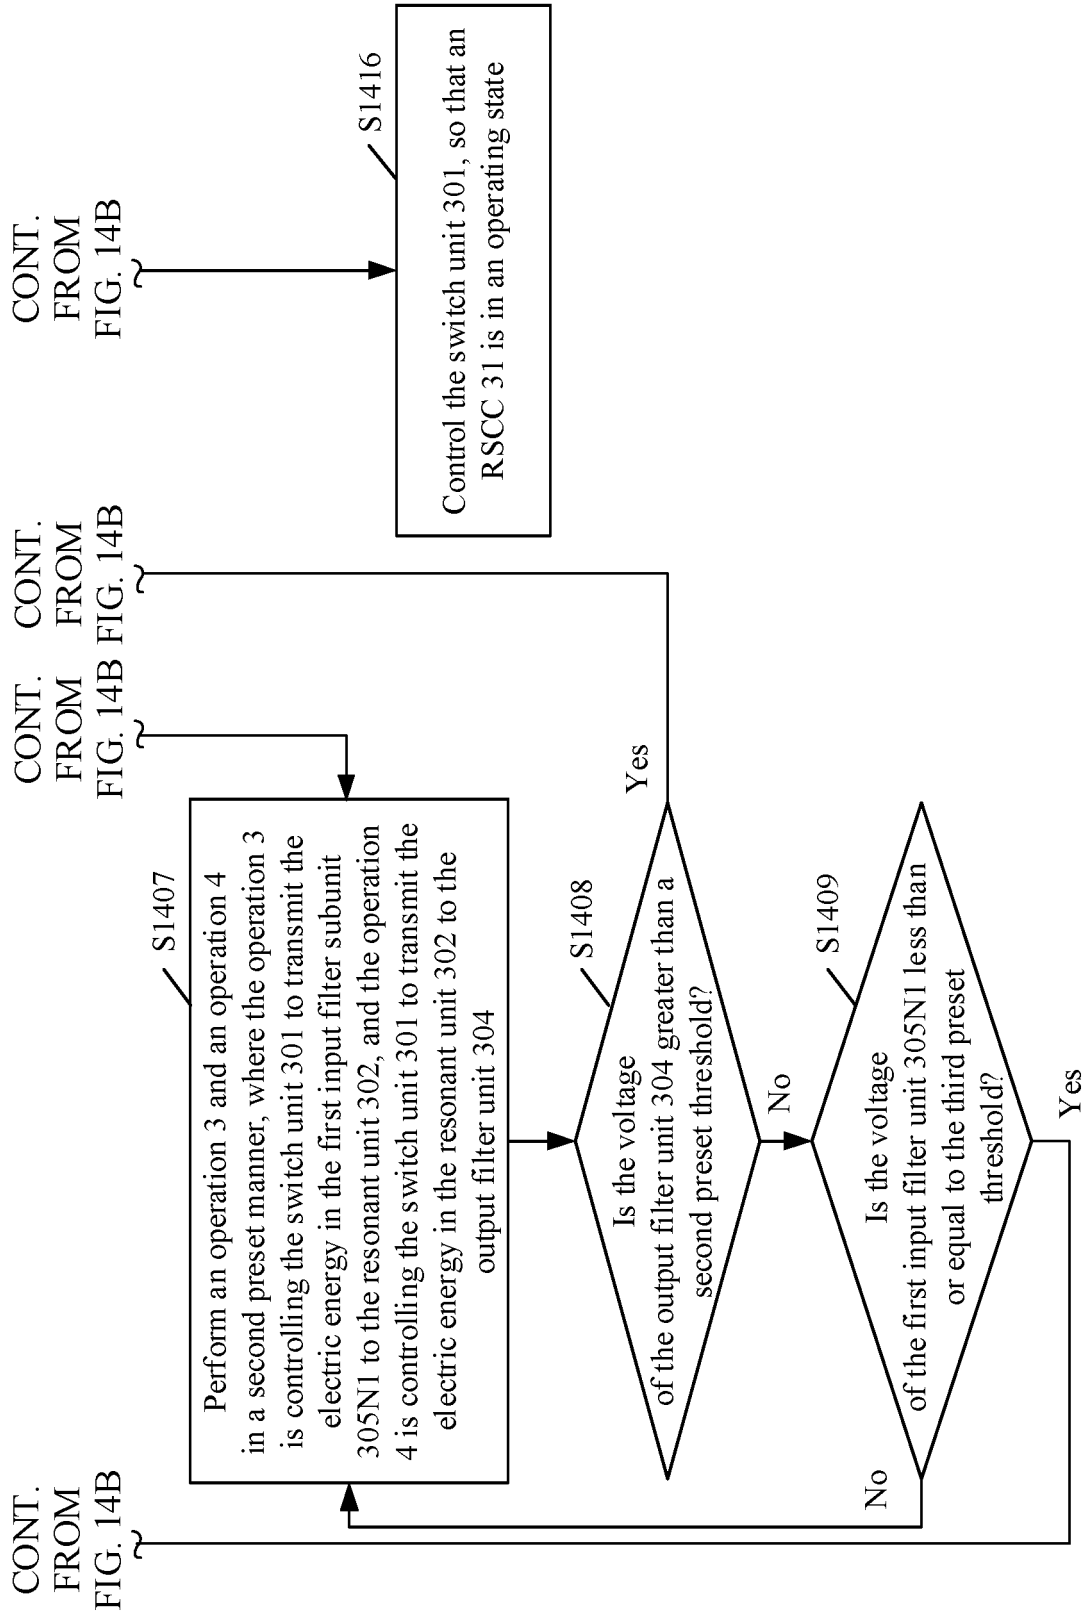 CONT.
FROM
FIG. 14B
CONT.
FROM
FIG. 14B
CONT.
FROM
FIG. 14B
CONT.
FROM
FIG. 14B
S1407
Perform an operation 3 and an operation 4
in a second preset manner, where the operation 3
is controlling the switch unit 301 to transmit the
electric energy in the first input filter subunit
305N1 to the resonant unit 302, and the operation
4 is controlling the switch unit 301 to transmit the
electric energy in the resonant unit 302 to the
output filter unit 304
S1416
Control the switch unit 301, so that an
RSCC 31 is in an operating state
S1408
Is the voltage
of the output filter unit 304 greater than a
second preset threshold?
Yes
No
S1409
Is the voltage
of the first input filter unit 305N1 less than
or equal to the third preset
threshold?
No
Yes